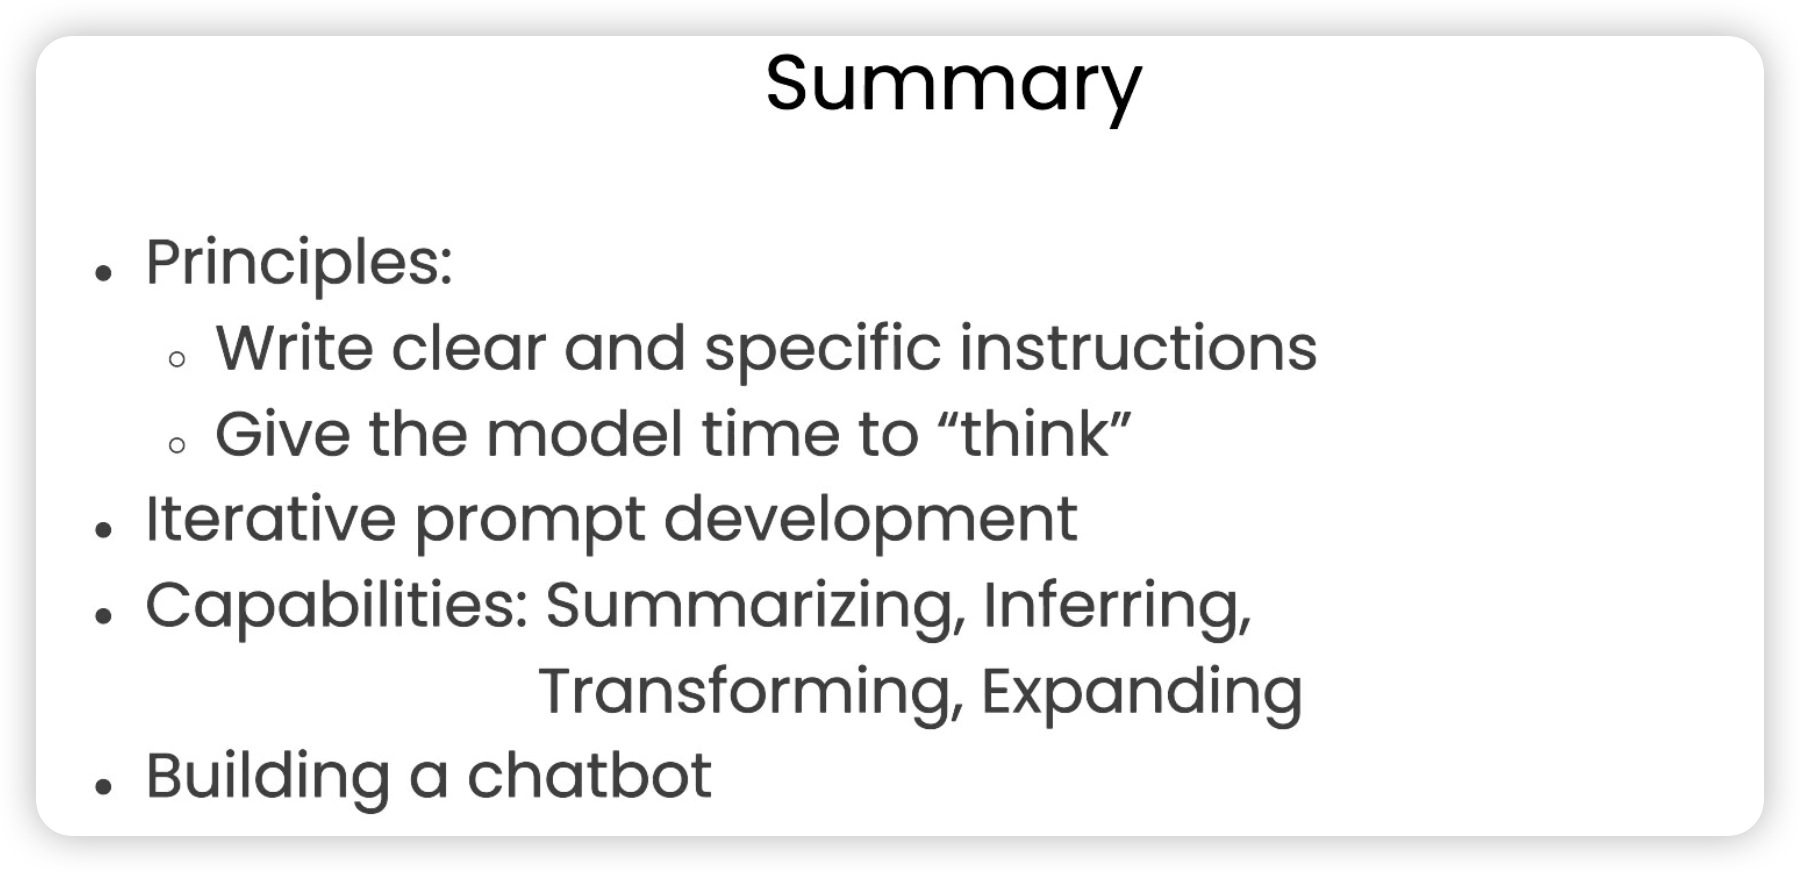 Summary
• Principles:
○ Write clear and specific instructions
○ Give the model time to “think”
• Iterative prompt development
• Capabilities: Summarizing, Inferring,
Transforming, Expanding
• Building a chatbot